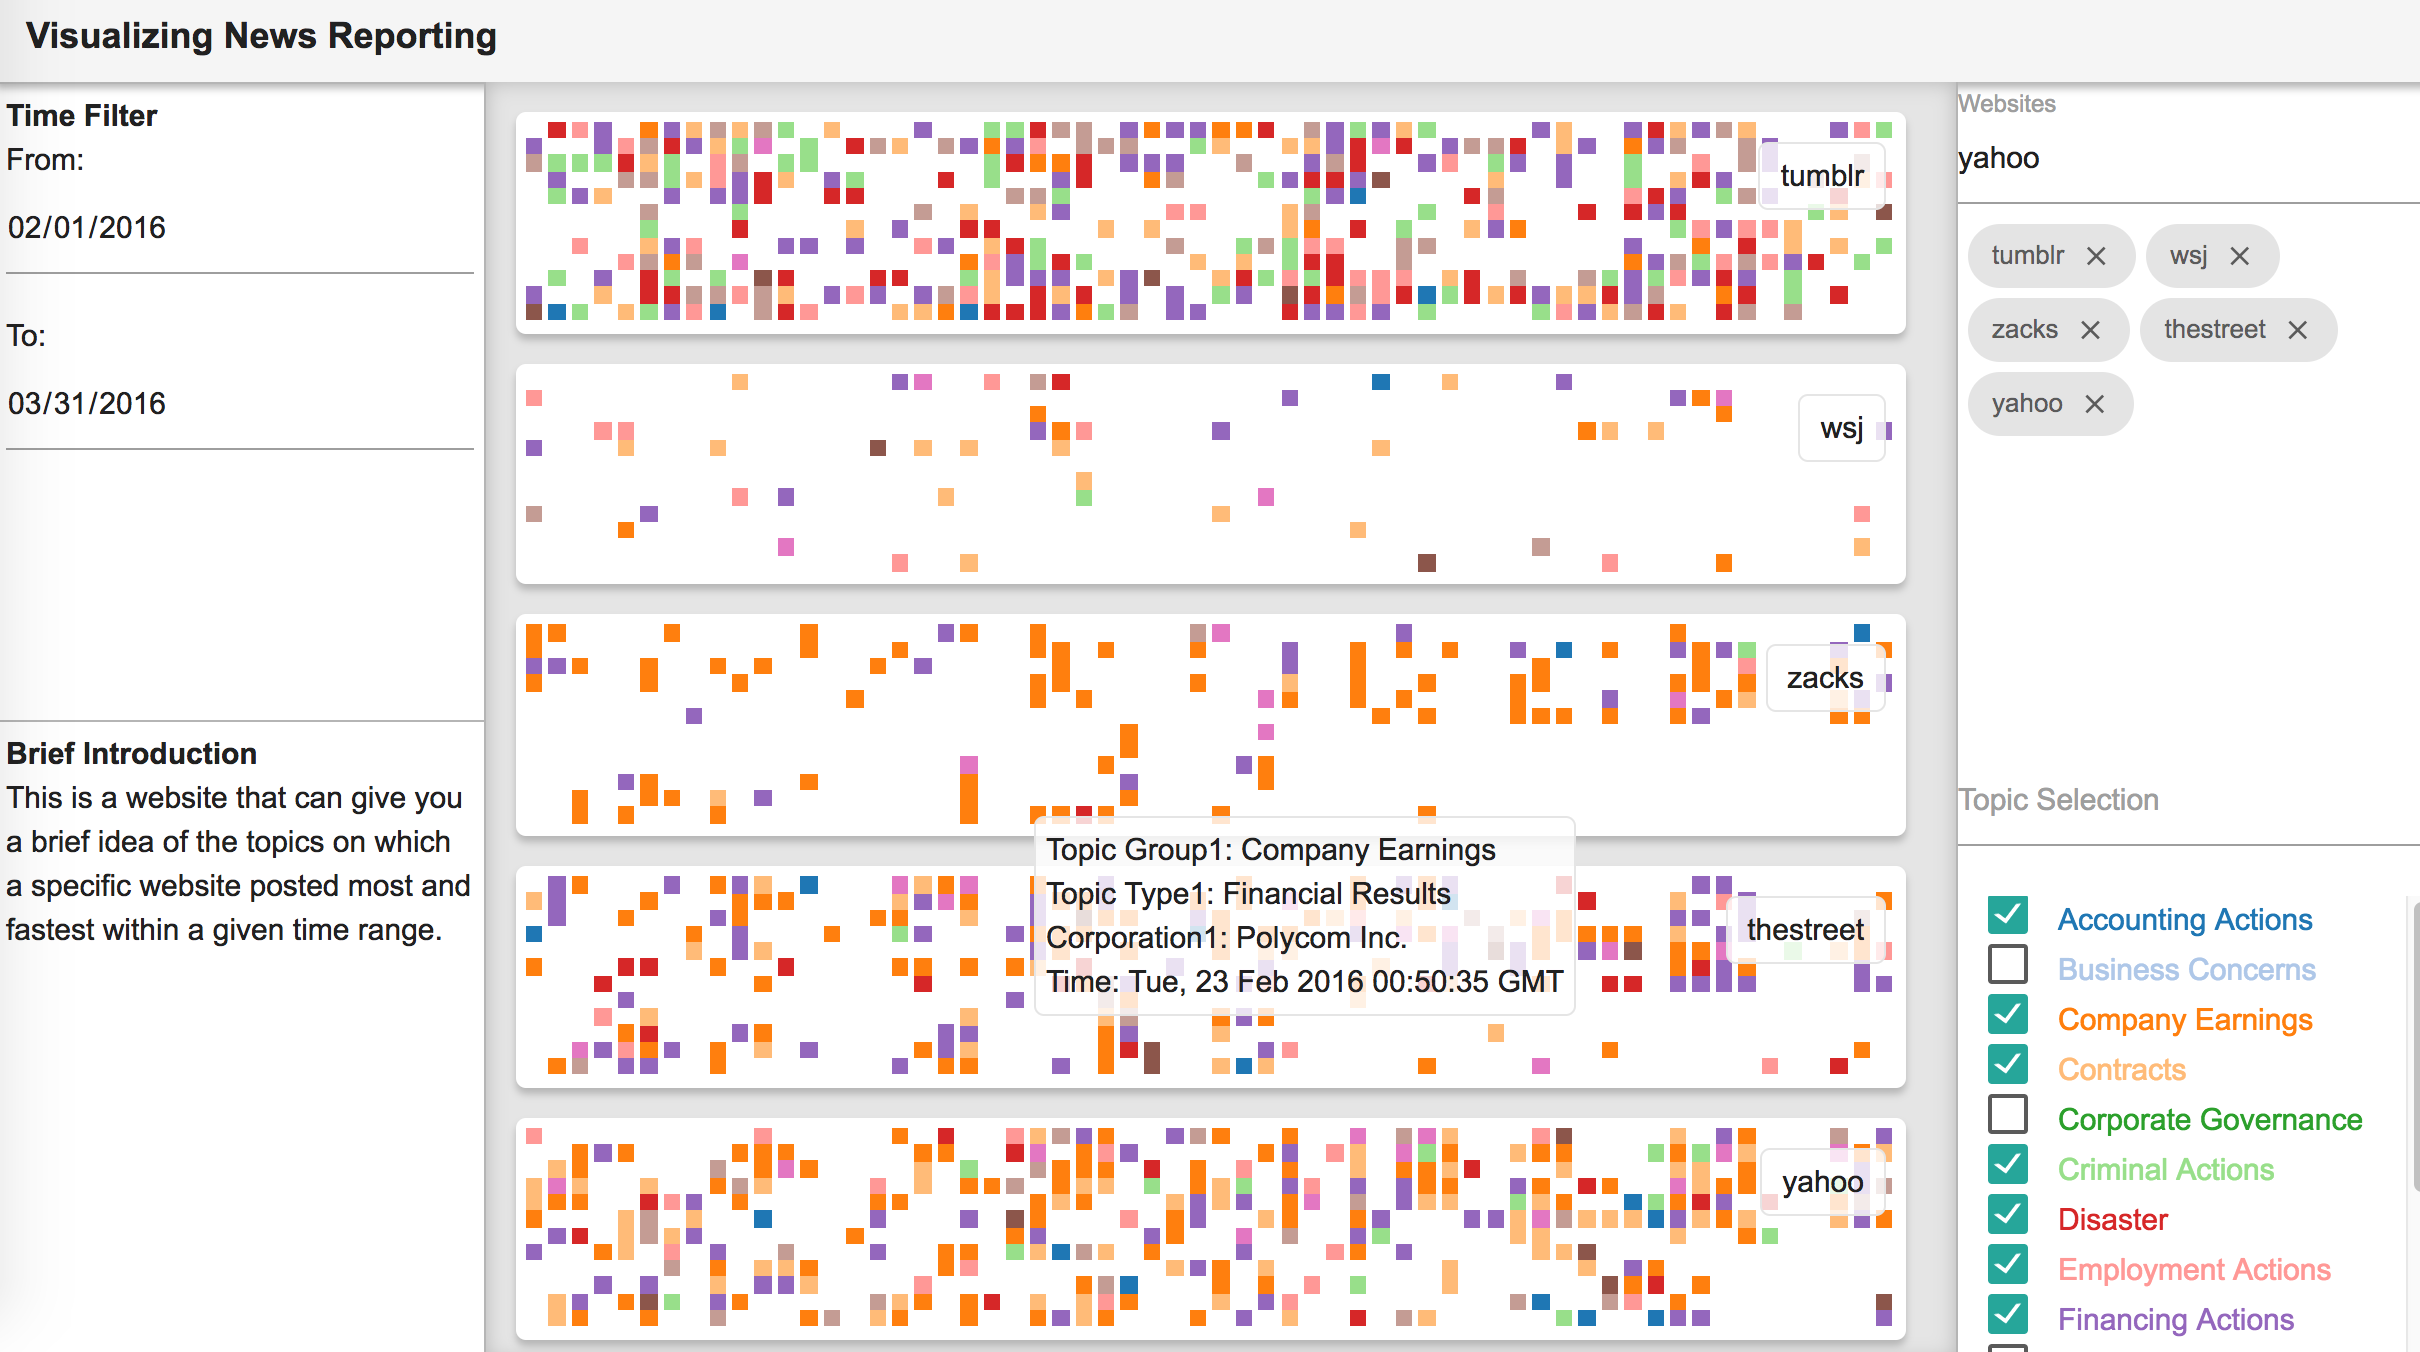 Visualizing News Reporting
Time Filter
From:
02/01/2016
To:
03/31/2016
Brief Introduction
This is a website that can give you
a brief idea of the topics on which
a specific website posted most and
fastest within a given time range.
tumblr
wsj
zacks
Topic Group1: Company Earnings
Topic Type1: Financial Results
Corporation1: Polycom Inc.
Time: Tue, 23 Feb 2016 00:50:35 GMT
thestreet
yahoo
Websites
yahoo
tumblr
wsj
zacks
thestreet
yahoo
Topic Selection
Accounting Actions
Business Concerns
Company Earnings
Contracts
Corporate Governance
Criminal Actions
Disaster
Employment Actions
Financing Actions